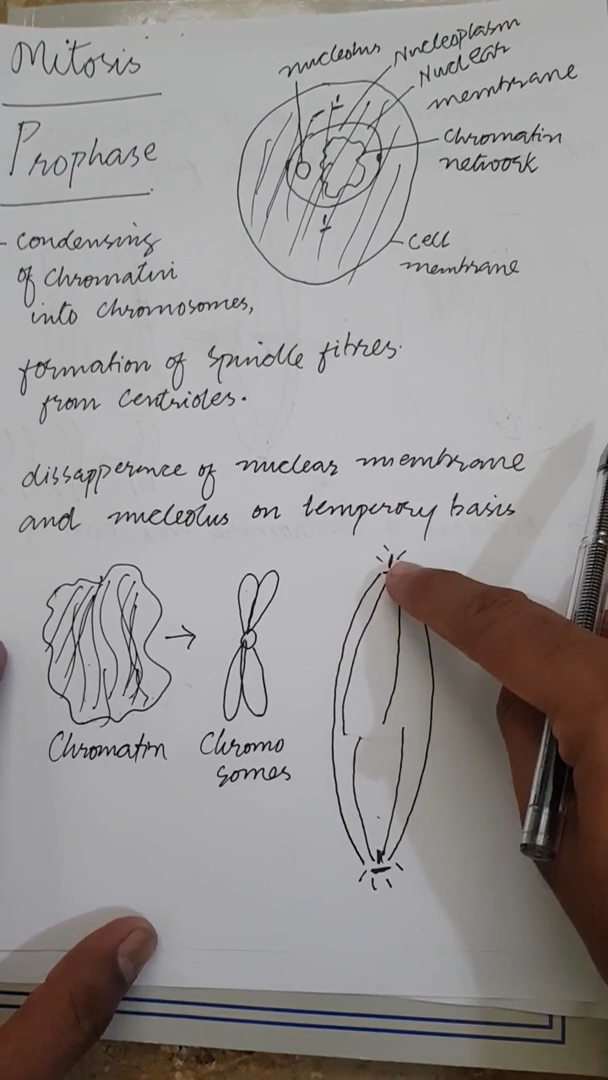 Mitosis
Prophase
nucleolus
Nucleoplasm
Nuclear
membrane
Chromatin
network
Cell
membrane
- Condensing
of Chromatin
into Chromosomes,
formation of Spindle fibres.
from Centrioles.
dissapperence of nuclear membrane
and nucleolus on temperory basis
Chromatin
Chromo
somes